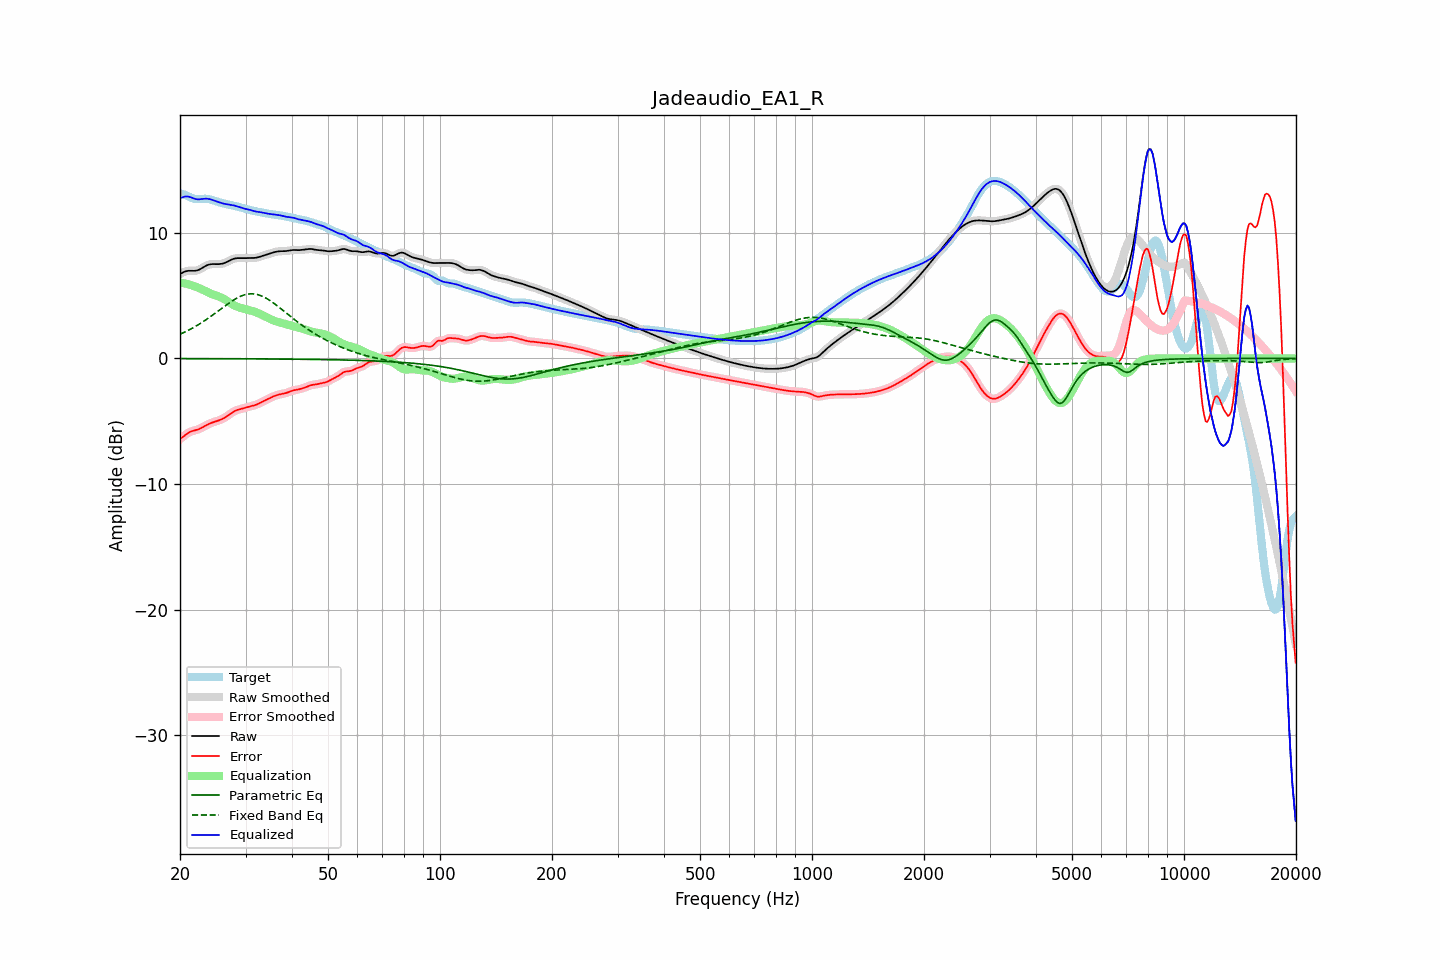 Jadeaudio_EA1_R
Amplitude (dBr)
10
0
−10
−20
−30
Target
Raw Smoothed
Error Smoothed
Raw
Error
Equalization
Parametric Eq
Fixed Band Eq
Equalized
20 50 100 200 500 1000 2000 5000 10000 20000
Frequency (Hz)